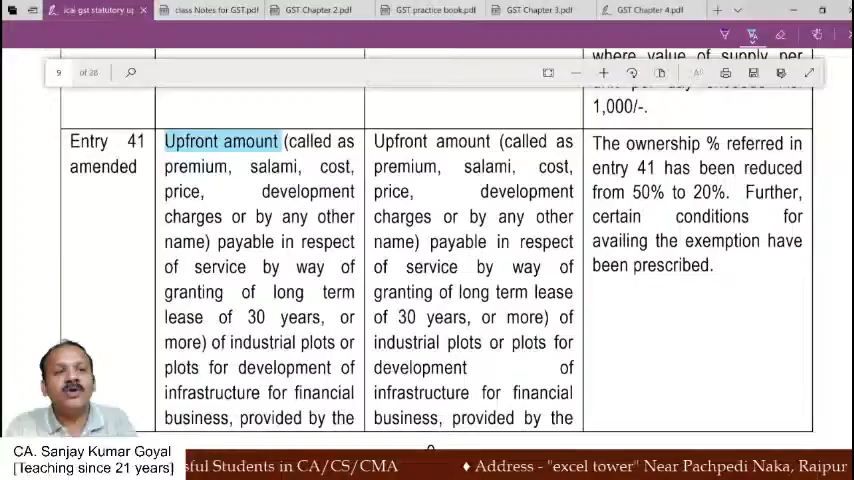 icai gst statutory up
class Notes for GST.pdf
GST Chapter 2.pdf
GST practice book.pdf
GST Chapter 3.pdf
GST Chapter 4.pdf
9 of 28
where value of supply per
1,000/-.
Entry 41
amended
Upfront amount (called as
premium, salami, cost,
price, development
charges or by any other
name) payable in respect
of service by way of
granting of long term
lease of 30 years, or
more) of industrial plots or
plots for development of
infrastructure for financial
business, provided by the
Upfront amount (called as
premium, salami, cost,
price, development
charges or by any other
name) payable in respect
of service by way of
granting of long term lease
of 30 years, or more) of
industrial plots or plots for
development of
infrastructure for financial
business, provided by the
The ownership % referred in
entry 41 has been reduced
from 50% to 20%. Further,
certain conditions for
availing the exemption have
been prescribed.
CA. Sanjay Kumar Goyal
[Teaching since 21 years]
Students in CA/CS/CMA
♦ Address - "excel tower" Near Pachpedi Naka, Raipur